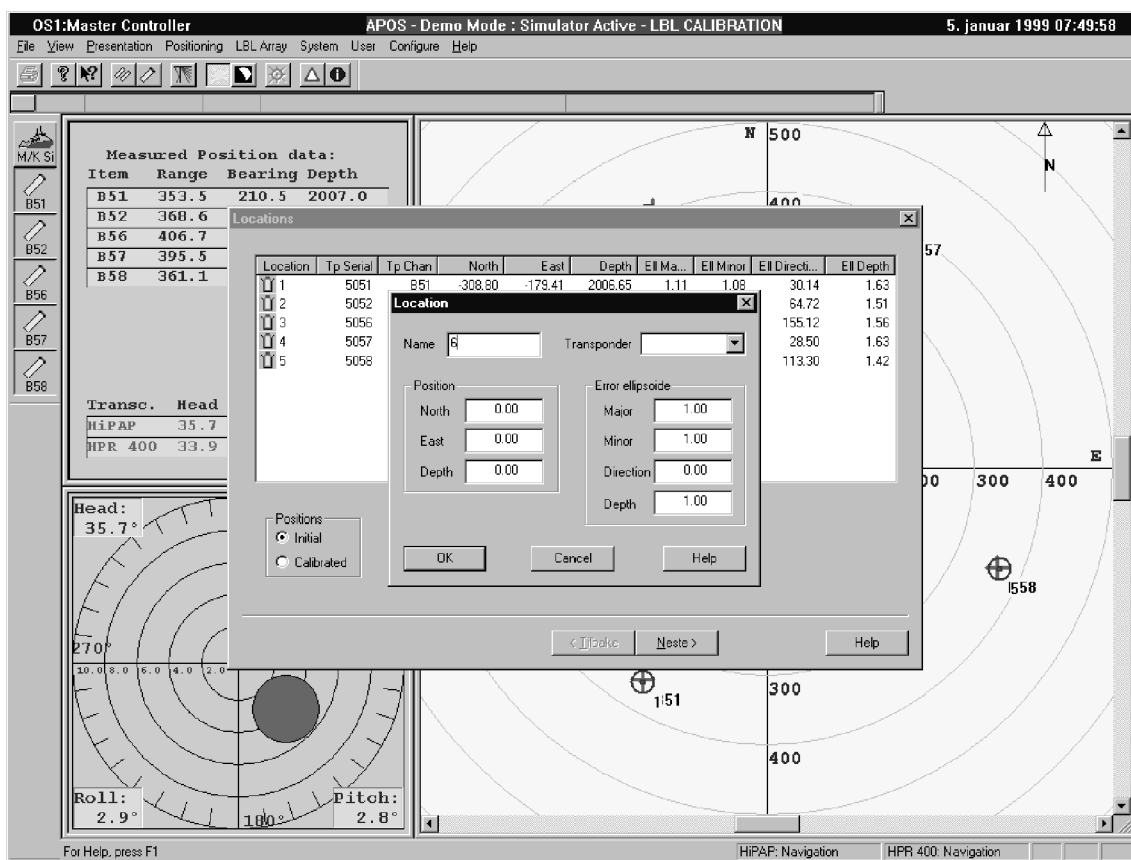 OS1:Master Controller APOS - Demo Mode : Simulator Active - LBL CALIBRATION 5. januar 1999 07:49:58
File View Presentation Positioning LBL Array System User Configure Help
M/K Si
B51
B52
B56
B57
B58
Measured Position data:
Item Range Bearing Depth
B51 353.5 210.5 2007.0
B52 368.6
B56 406.7
B57 395.5
B58 361.1
Transc. Head
HiPAP 35.7
HPR 400 33.9
Head:
35.7°
270°
10.0 8.0 6.0 4.0 2.0
180°
Roll:
2.9°
Pitch:
2.8°
N 500
N
400
57
E
00 300 400
558
1 51
300
400
Locations
Location Tp Serial Tp Chan North East Depth Ell Ma... Ell Minor Ell Directi... Ell Depth
1 5051 B51 -308.80 -179.41 2006.65 1.11 1.08 30.14 1.63
2 5052 64.72 1.51
3 5056 155.12 1.56
4 5057 28.50 1.63
5 5058 113.30 1.42
Positions
Initial
Calibrated
< Tilbake Neste > Help
Location
Name 6 Transponder
Position
North 0.00
East 0.00
Depth 0.00
Error ellipsoide
Major 1.00
Minor 1.00
Direction 0.00
Depth 1.00
OK Cancel Help
For Help, press F1 HiPAP: Navigation HPR 400: Navigation